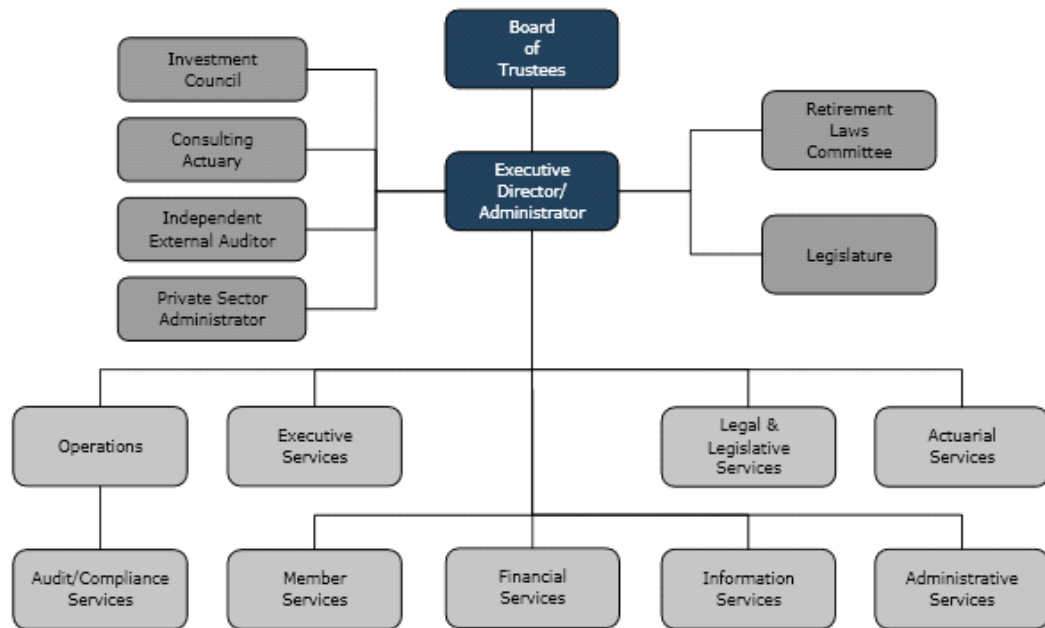 Board
of
Trustees
Investment
Council
Consulting
Actuary
Independent
External Auditor
Private Sector
Administrator
Executive
Director/
Administrator
Retirement
Laws
Committee
Legislature
Operations
Executive
Services
Legal &
Legislative
Services
Actuarial
Services
Audit/Compliance
Services
Member
Services
Financial
Services
Information
Services
Administrative
Services